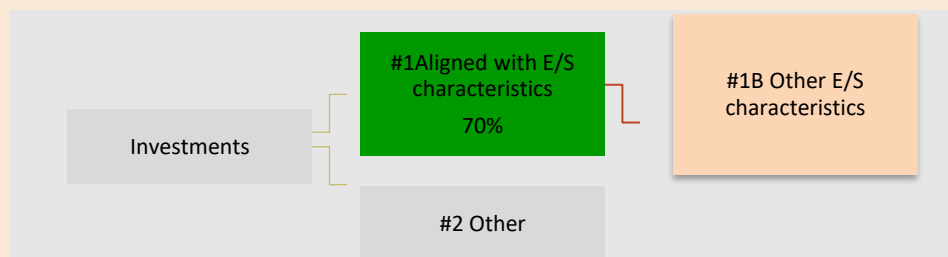 Investments
#1Aligned with E/S
characteristics
70%
#2 Other
#1B Other E/S
characteristics